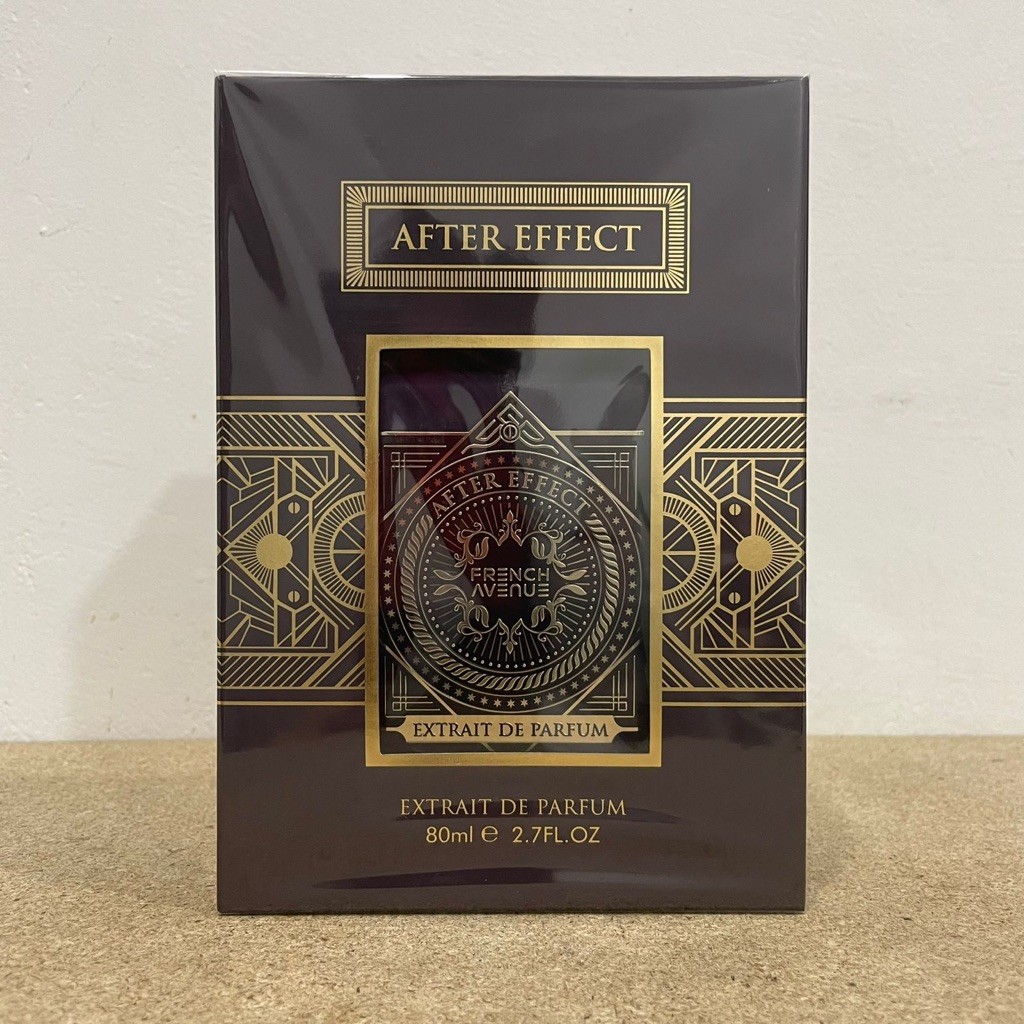 AFTER EFFECT
AFTER EFFECT
FRENCH
AVENUE
EXTRAIT DE PARFUM
EXTRAIT DE PARFUM
80ml ℮ 2.7FL.OZ